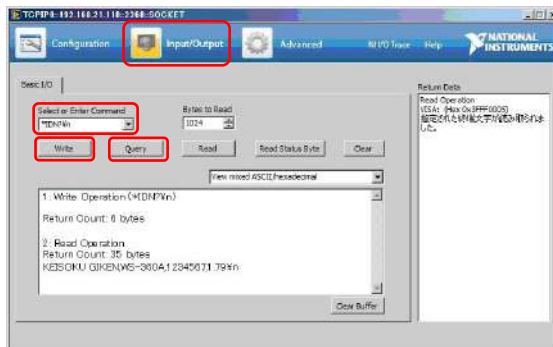 TCPIP0::192.168.21.118::2268::SOCKET
Configuration
Input/Output
Advanced
NI I/O Trace
Help
NATIONAL
INSTRUMENTS
Basic I/O
Return Data
Select or Enter Command
Bytes to Read
*IDN?¥n
1024
Write
Query
Read
Read Status Byte
Clear
View mixed ASCII/hexadecimal
Read Operation
VISA: (Hex 0x3FFF0005)
指定された終端文字が読み取られま
した。
1: Write Operation (*IDN?¥n)
Return Count: 6 bytes
2: Read Operation
Return Count: 35 bytes
KEISOKU GIKEN,WS-360A,1234567,1.79¥n
Clear Buffer